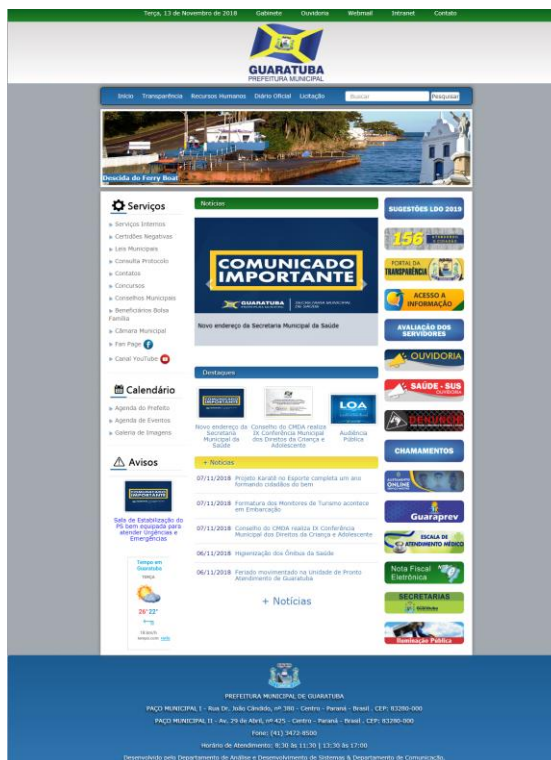 Terça, 13 de Novembro de 2018 Gabinete Ouvidoria Webmail Intranet Contato
GUARATUBA
PREFEITURA MUNICIPAL
Início Transparência Recursos Humanos Diário Oficial Licitação Buscar Pesquisar
Descida do Ferry Boat
Serviços
Serviços Internos
Certidões Negativas
Leis Municipais
Consulta Protocolo
Contatos
Concursos
Conselhos Municipais
Beneficiários Bolsa
Família
Câmara Municipal
Fan Page
Canal YouTube
Calendário
Agenda do Prefeito
Agenda de Eventos
Galeria de Imagens
Avisos
COMUNICADO
IMPORTANTE
Sala de Estabilização do
PS bem equipada para
atender Urgências e
Emergências
Tempo em
Guaratuba
TERÇA
26° 22°
Notícias
COMUNICADO
IMPORTANTE
GUARATUBA
Novo endereço da Secretaria Municipal da Saúde
Destaques
LOA
Novo endereço da
Secretaria
Municipal da
Saúde
Conselho do CMDA realiza
IX Conferência Municipal
dos Direitos da Criança e
Adolescente
Audiência
Pública
+ Notícias
07/11/2018 Projeto Karatê no Esporte completa um ano
formando cidadãos do bem
07/11/2018 Formatura dos Monitores de Turismo acontece
em Embarcação
07/11/2018 Conselho do CMDA realiza IX Conferência
Municipal dos Direitos da Criança e Adolescente
06/11/2018 Higienização dos Ônibus da Saúde
06/11/2018 Feriado movimentado na Unidade de Pronto
Atendimento de Guaratuba
+ Notícias
SUGESTÕES LDO 2019
156 ATENDENDO
O CIDADÃO
PORTAL DA
TRANSPARÊNCIA
ACESSO A
INFORMAÇÃO
AVALIAÇÃO DOS
SERVIDORES
OUVIDORIA
SAÚDE - SUS
OUVIDORIA
DENUNCIE
CHAMAMENTOS
ONLINE
Guaraprev
ESCALA DE
ATENDIMENTO MÉDICO
Nota Fiscal
Eletrônica
SECRETARIAS
Iluminação Pública
PREFEITURA MUNICIPAL DE GUARATUBA
PAÇO MUNICIPAL I - Rua Dr. João Cândido, nº 380 - Centro - Paraná - Brasil , CEP: 83280-000
PAÇO MUNICIPAL II - Av. 29 de Abril, nº 425 - Centro - Paraná - Brasil , CEP: 83280-000
Fone: (41) 3472-8500
Horário de Atendimento: 8:30 às 11:30 | 13:30 às 17:00
Desenvolvido pelo Departamento de Análise e Desenvolvimento de Sistemas & Departamento de Comunicação.